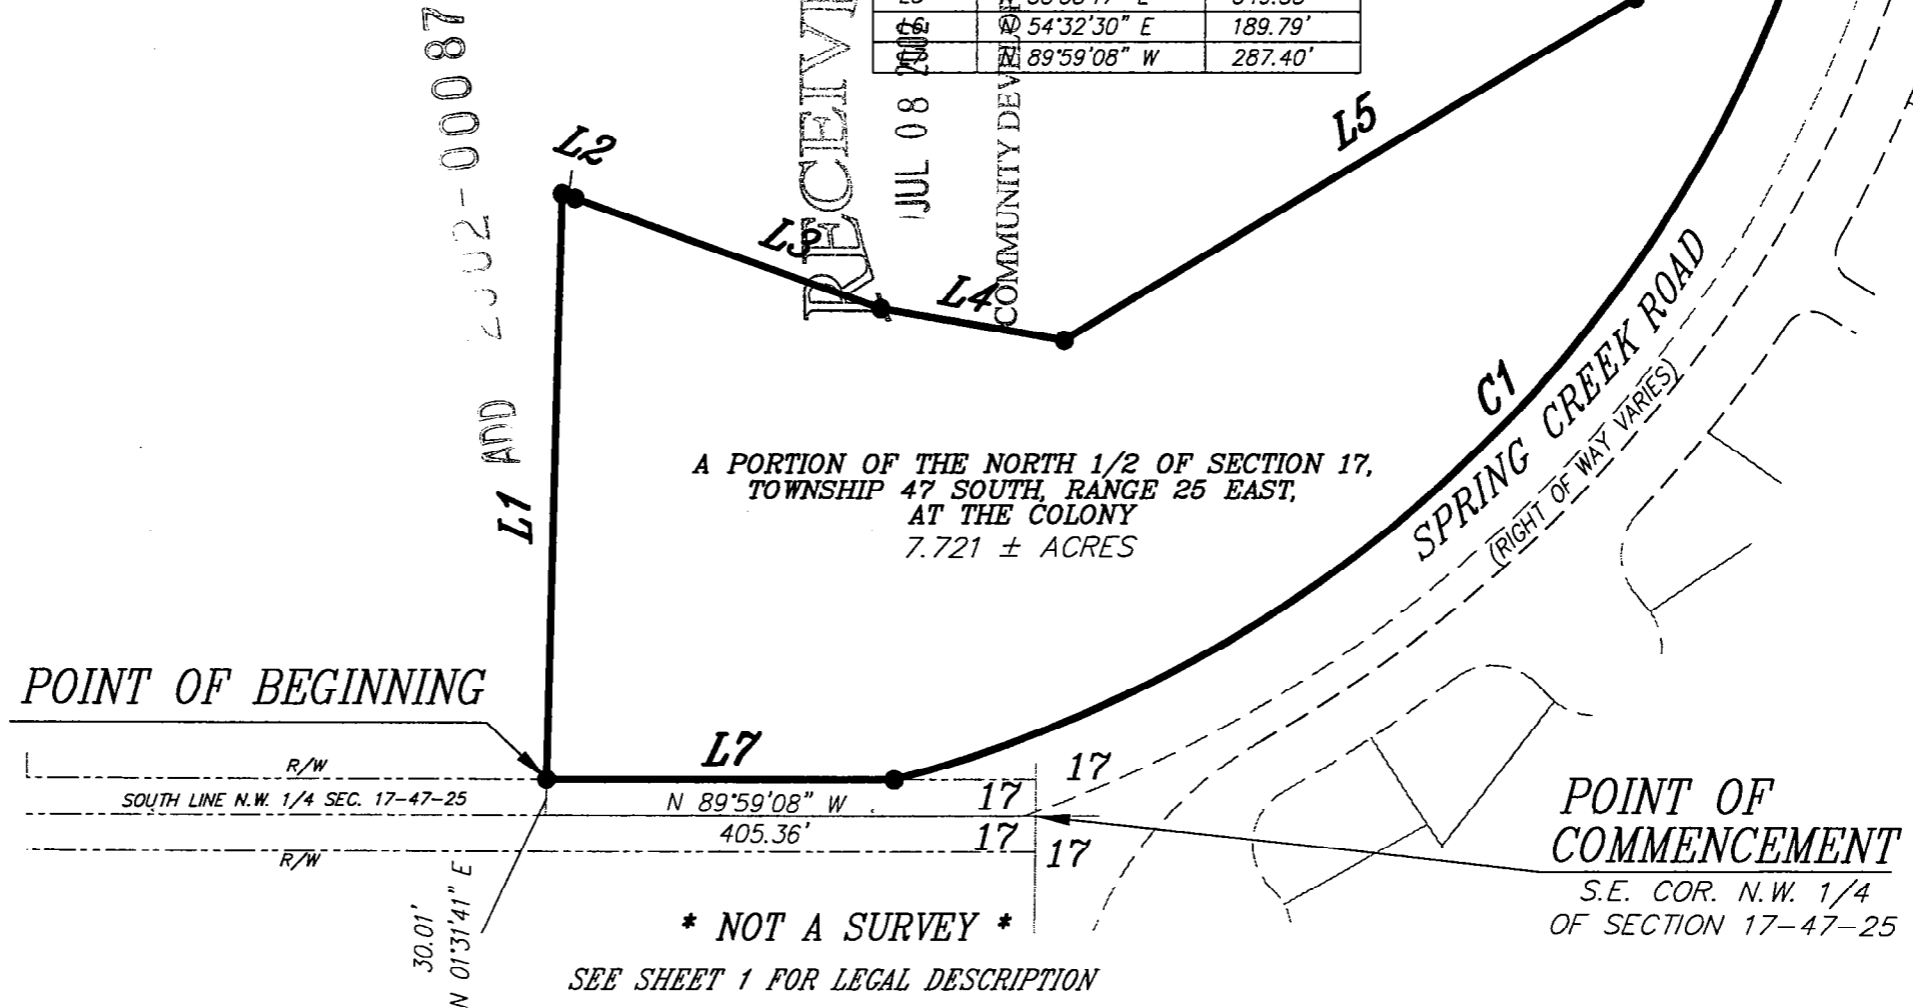 L6 N 54°32'30" E 189.79'
N 89°59'08" W 287.40'
JUL 08 2002
COMMUNITY
L2
L3
L4
L5
L1
C1
SPRING CREEK ROAD
(RIGHT OF WAY VARIES)
A PORTION OF THE NORTH 1/2 OF SECTION 17,
TOWNSHIP 47 SOUTH, RANGE 25 EAST,
AT THE COLONY
7.721 ± ACRES
POINT OF BEGINNING
L7
R/W
SOUTH LINE N.W. 1/4 SEC. 17-47-25
N 89°59'08" W
405.36'
R/W
17
17
17
17
POINT OF
COMMENCEMENT
S.E. COR. N.W. 1/4
OF SECTION 17-47-25
30.01'
N 01°31'41" E
* NOT A SURVEY *
SEE SHEET 1 FOR LEGAL DESCRIPTION